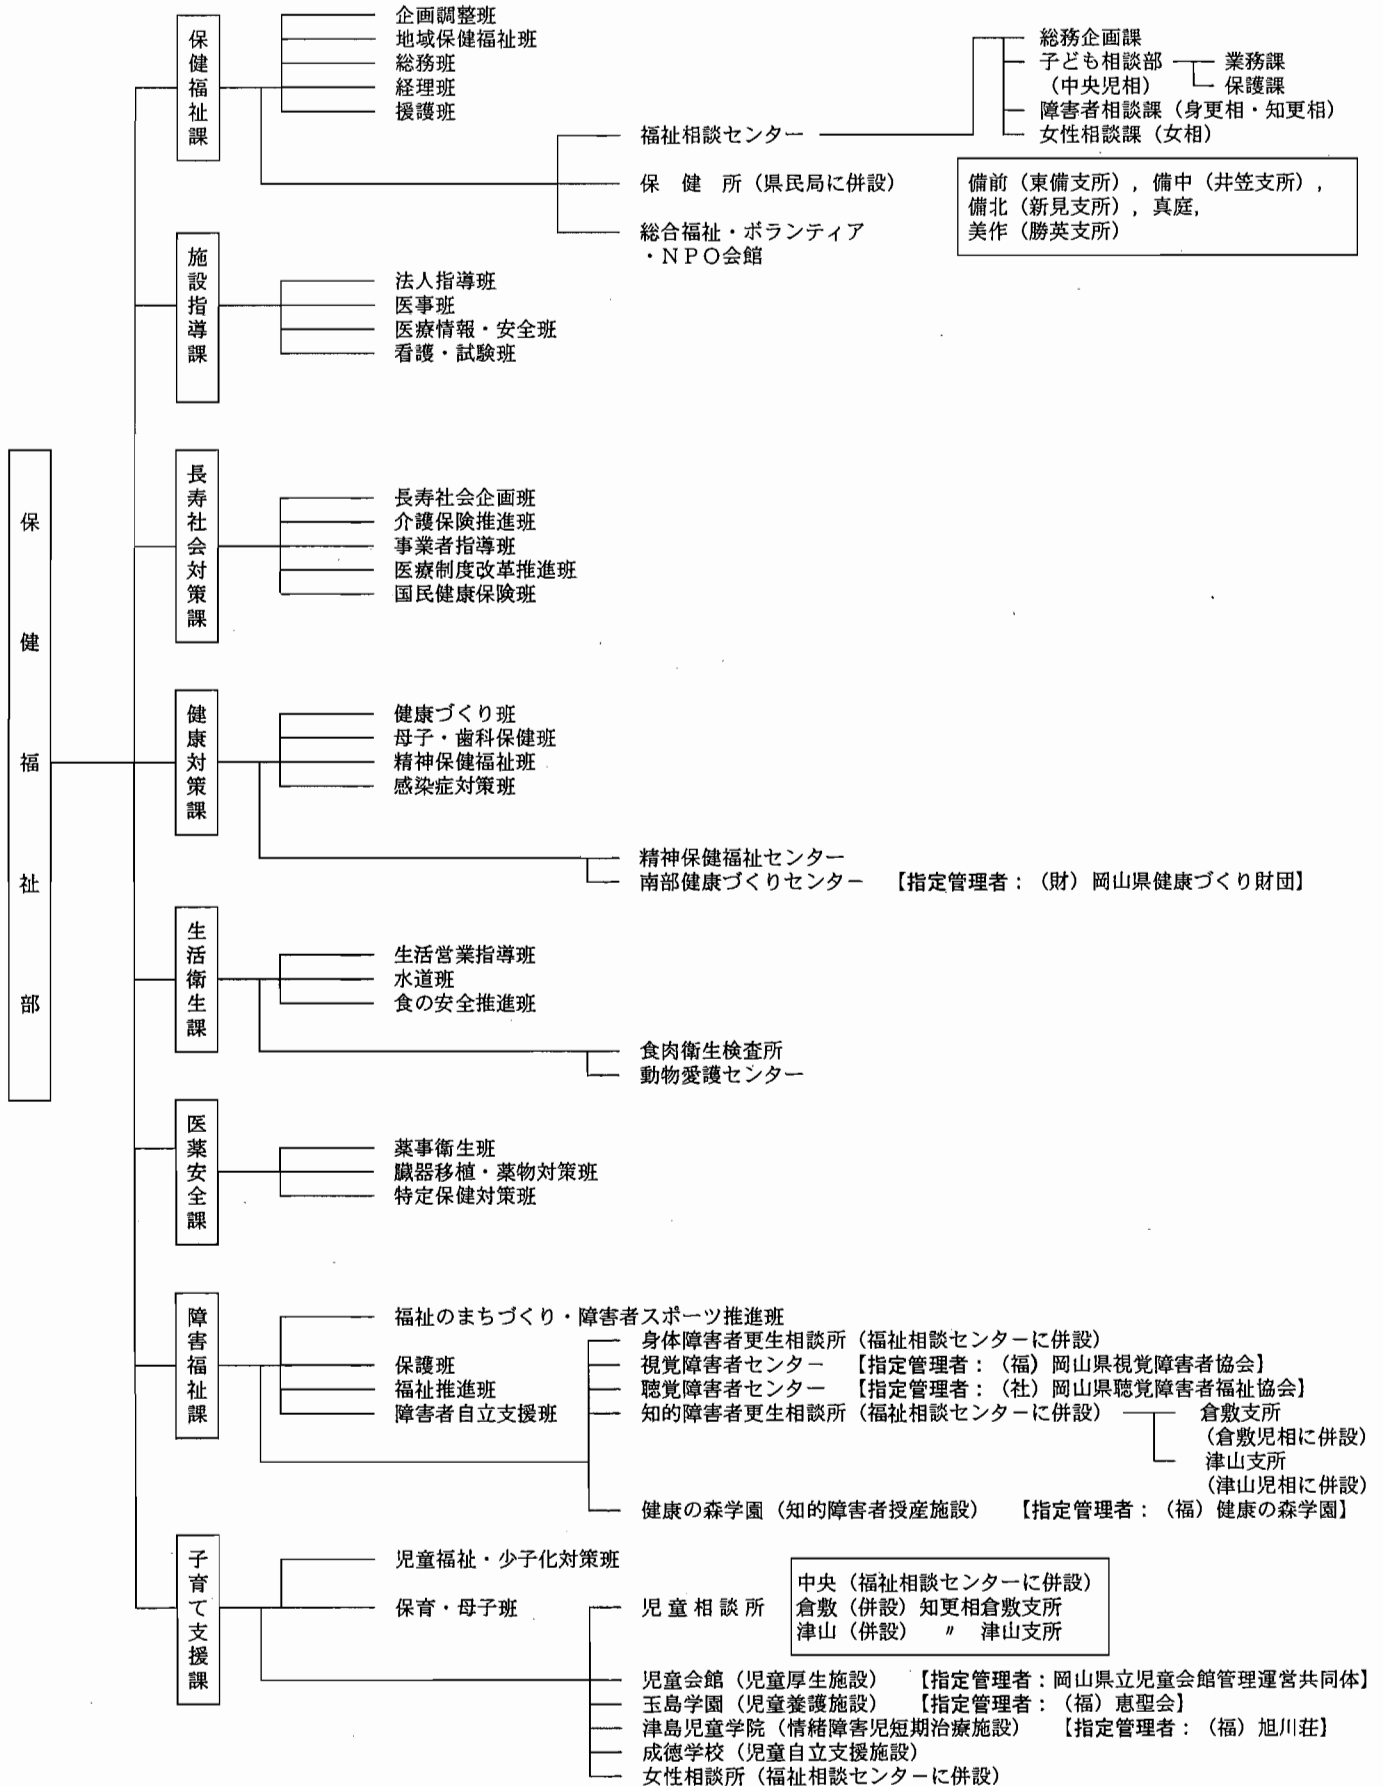 保健福祉部
保健福祉課
企画調整班
地域保健福祉班
総務班
経理班
援護班
福祉相談センター
総務企画課
子ども相談部
(中央児相)
業務課
保護課
障害者相談課(身更相・知更相)
女性相談課(女相)
保健所(県民局に併設)
備前(東備支所),備中(井笠支所),
備北(新見支所),真庭,
美作(勝英支所)
総合福祉・ボランティア
・NPO会館
施設指導課
法人指導班
医事班
医療情報・安全班
看護・試験班
長寿社会対策課
長寿社会企画班
介護保険推進班
事業者指導班
医療制度改革推進班
国民健康保険班
健康対策課
健康づくり班
母子・歯科保健班
精神保健福祉班
感染症対策班
精神保健福祉センター
南部健康づくりセンター 【指定管理者:(財)岡山県健康づくり財団】
生活衛生課
生活営業指導班
水道班
食の安全推進班
食肉衛生検査所
動物愛護センター
医薬安全課
薬事衛生班
臓器移植・薬物対策班
特定保健対策班
障害福祉課
福祉のまちづくり・障害者スポーツ推進班
保護班
福祉推進班
障害者自立支援班
身体障害者更生相談所(福祉相談センターに併設)
視覚障害者センター 【指定管理者:(福)岡山県視覚障害者協会】
聴覚障害者センター 【指定管理者:(社)岡山県聴覚障害者福祉協会】
知的障害者更生相談所(福祉相談センターに併設)
倉敷支所
(倉敷児相に併設)
津山支所
(津山児相に併設)
健康の森学園(知的障害者授産施設) 【指定管理者:(福)健康の森学園】
子育て支援課
児童福祉・少子化対策班
保育・母子班
児童相談所
中央(福祉相談センターに併設)
倉敷(併設)知更相倉敷支所
津山(併設) 〃 津山支所
児童会館(児童厚生施設) 【指定管理者:岡山県立児童会館管理運営共同体】
玉島学園(児童養護施設) 【指定管理者:(福)恵聖会】
津島児童学院(情緒障害児短期治療施設) 【指定管理者:(福)旭川荘】
成徳学校(児童自立支援施設)
女性相談所(福祉相談センターに併設)